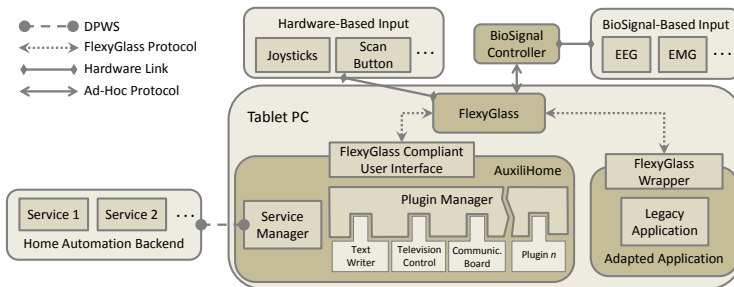 DPWS
FlexyGlass Protocol
Hardware Link
Ad-Hoc Protocol
Hardware-Based Input
Joysticks
Scan
Button
...
BioSignal
Controller
BioSignal-Based Input
EEG
EMG
...
Tablet PC
FlexyGlass
FlexyGlass Compliant
User Interface
AuxiliHome
FlexyGlass
Wrapper
Service 1
Service 2
...
Home Automation Backend
Service
Manager
Plugin Manager
Text
Writer
Television
Control
Communic.
Board
Plugin n
Legacy
Application
Adapted Application